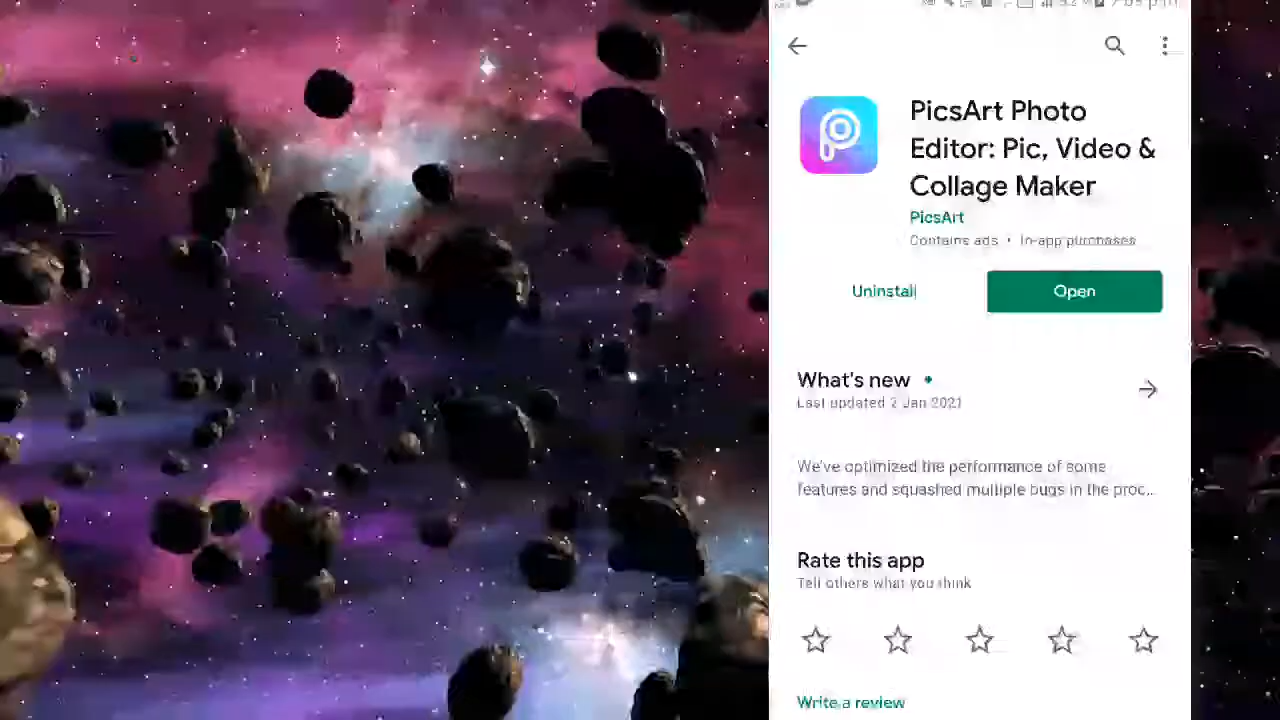 PicsArt Photo
Editor: Pic, Video &
Collage Maker
PicsArt
Contains ads • In-app purchases
Uninstall
Open
What's new •
Last updated 2 Jan 2021
We've optimized the performance of some
features and squashed multiple bugs in the proc...
Rate this app
Tell others what you think
Write a review